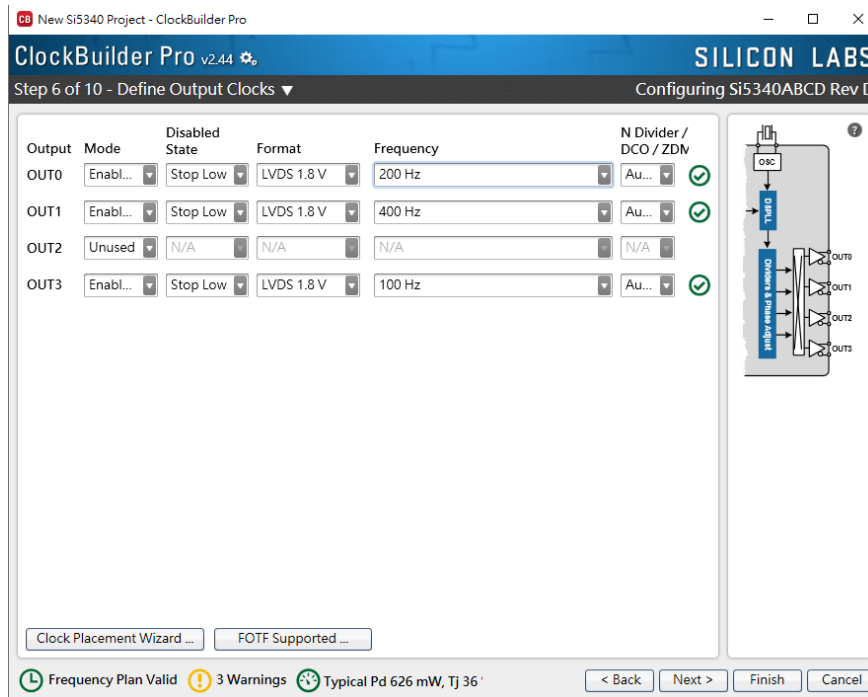 CB New Si5340 Project - ClockBuilder Pro
ClockBuilder Pro v2.44
SILICON LABS
Step 6 of 10 - Define Output Clocks ▼
Configuring Si5340ABCD Rev D
Output Mode Disabled State Format Frequency N Divider / DCO / ZDM
OUT0 Enabl... Stop Low LVDS 1.8 V 200 Hz Au...
OUT1 Enabl... Stop Low LVDS 1.8 V 400 Hz Au...
OUT2 Unused N/A N/A N/A N/A
OUT3 Enabl... Stop Low LVDS 1.8 V 100 Hz Au...
?
OSC
DSPLL
Dividers & Phase Adjust
OUT0
OUT1
OUT2
OUT3
Clock Placement Wizard ... FOTF Supported ...
Frequency Plan Valid 3 Warnings Typical Pd 626 mW, Tj 36 < Back Next > Finish Cancel